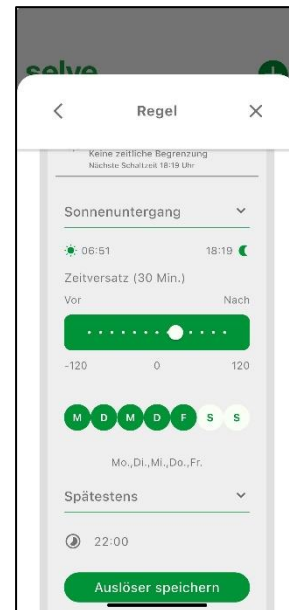 selve
Regel
Keine zeitliche Begrenzung
Nächste Schaltzeit 18:19 Uhr
Sonnenuntergang
06:51 18:19
Zeitversatz (30 Min.)
Vor Nach
-120 0 120
M D M D F S S
Mo.,Di.,Mi.,Do.,Fr.
Spätestens
22:00
Auslöser speichern